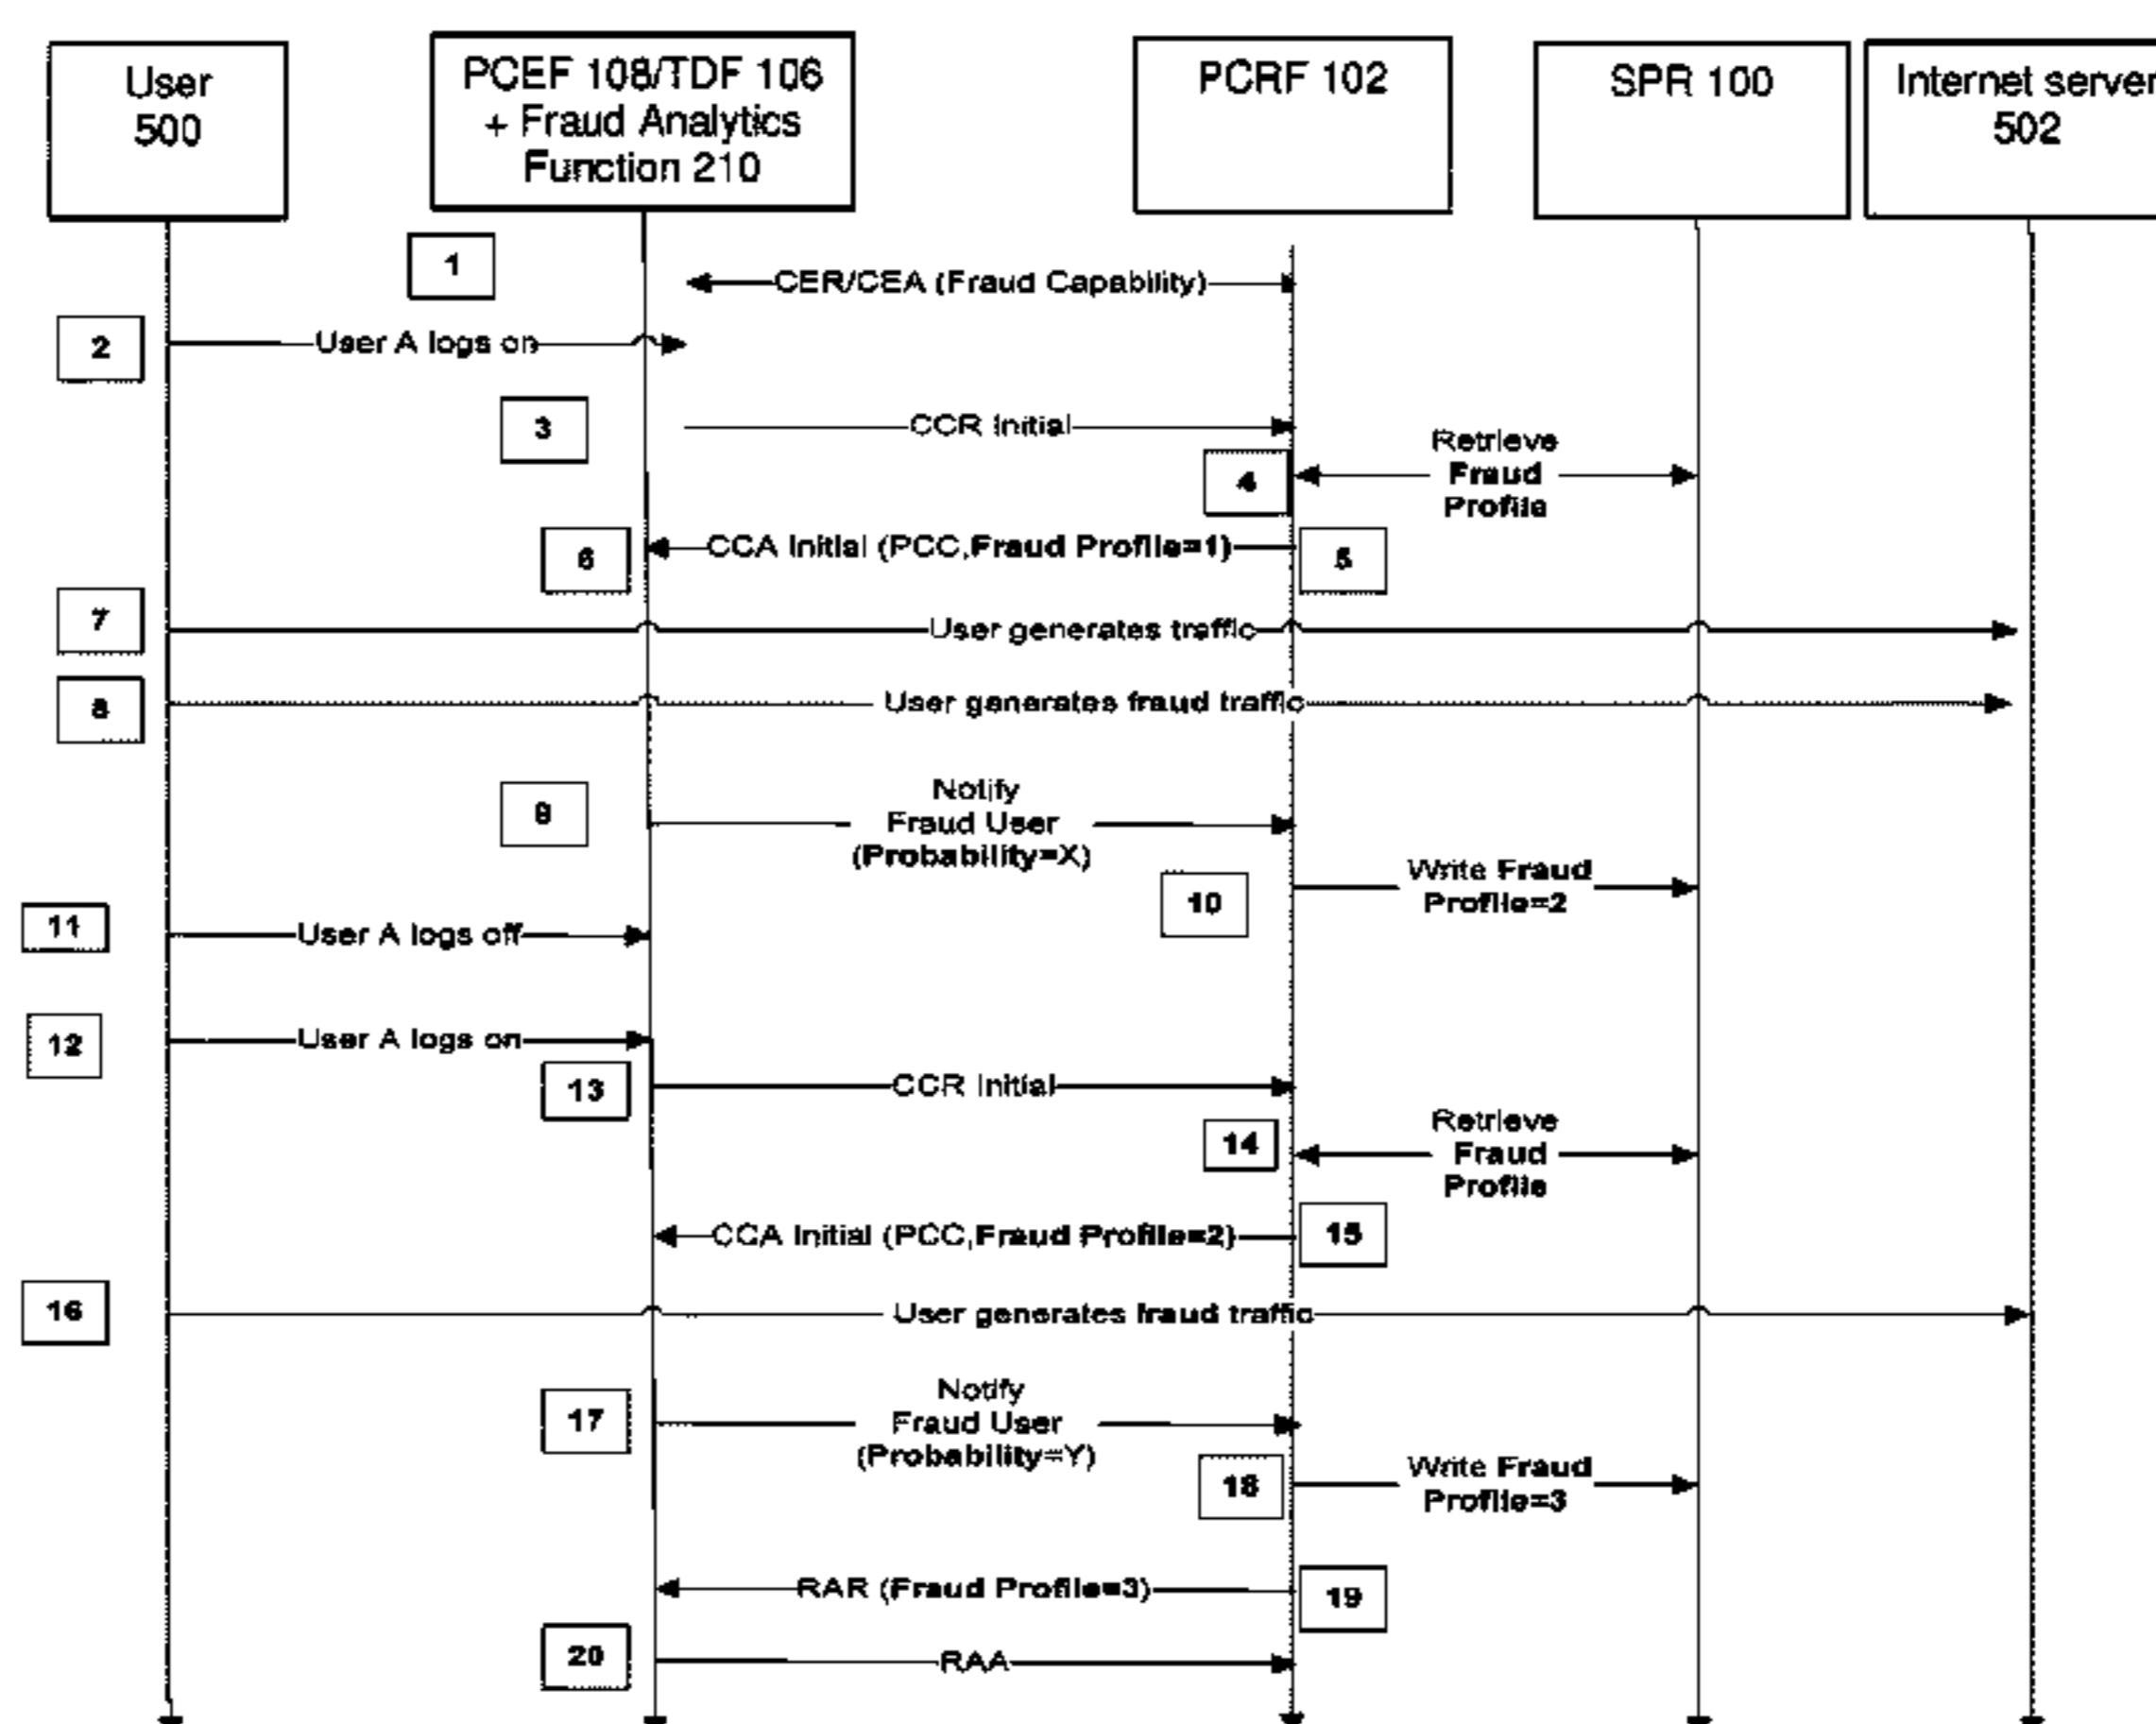 User
500
PCEF 108/TDF 106
+ Fraud Analytics
Function 210
PCRF 102
SPR 100
Internet server
502
1
CER/CEA (Fraud Capability)
2
User A logs on
3
CCR Initial
4
Retrieve
Fraud
Profile
6
CCA Initial (PCC,Fraud Profile=1)
5
7
User generates traffic
8
User generates fraud traffic
9
Notify
Fraud User
(Probability=X)
10
Write Fraud
Profile=2
11
User A logs off
12
User A logs on
13
CCR Initial
14
Retrieve
Fraud
Profile
CCA Initial (PCC,Fraud Profile=2)
15
16
User generates fraud traffic
17
Notify
Fraud User
(Probability=Y)
18
Write Fraud
Profile=3
RAR (Fraud Profile=3)
19
20
RAA